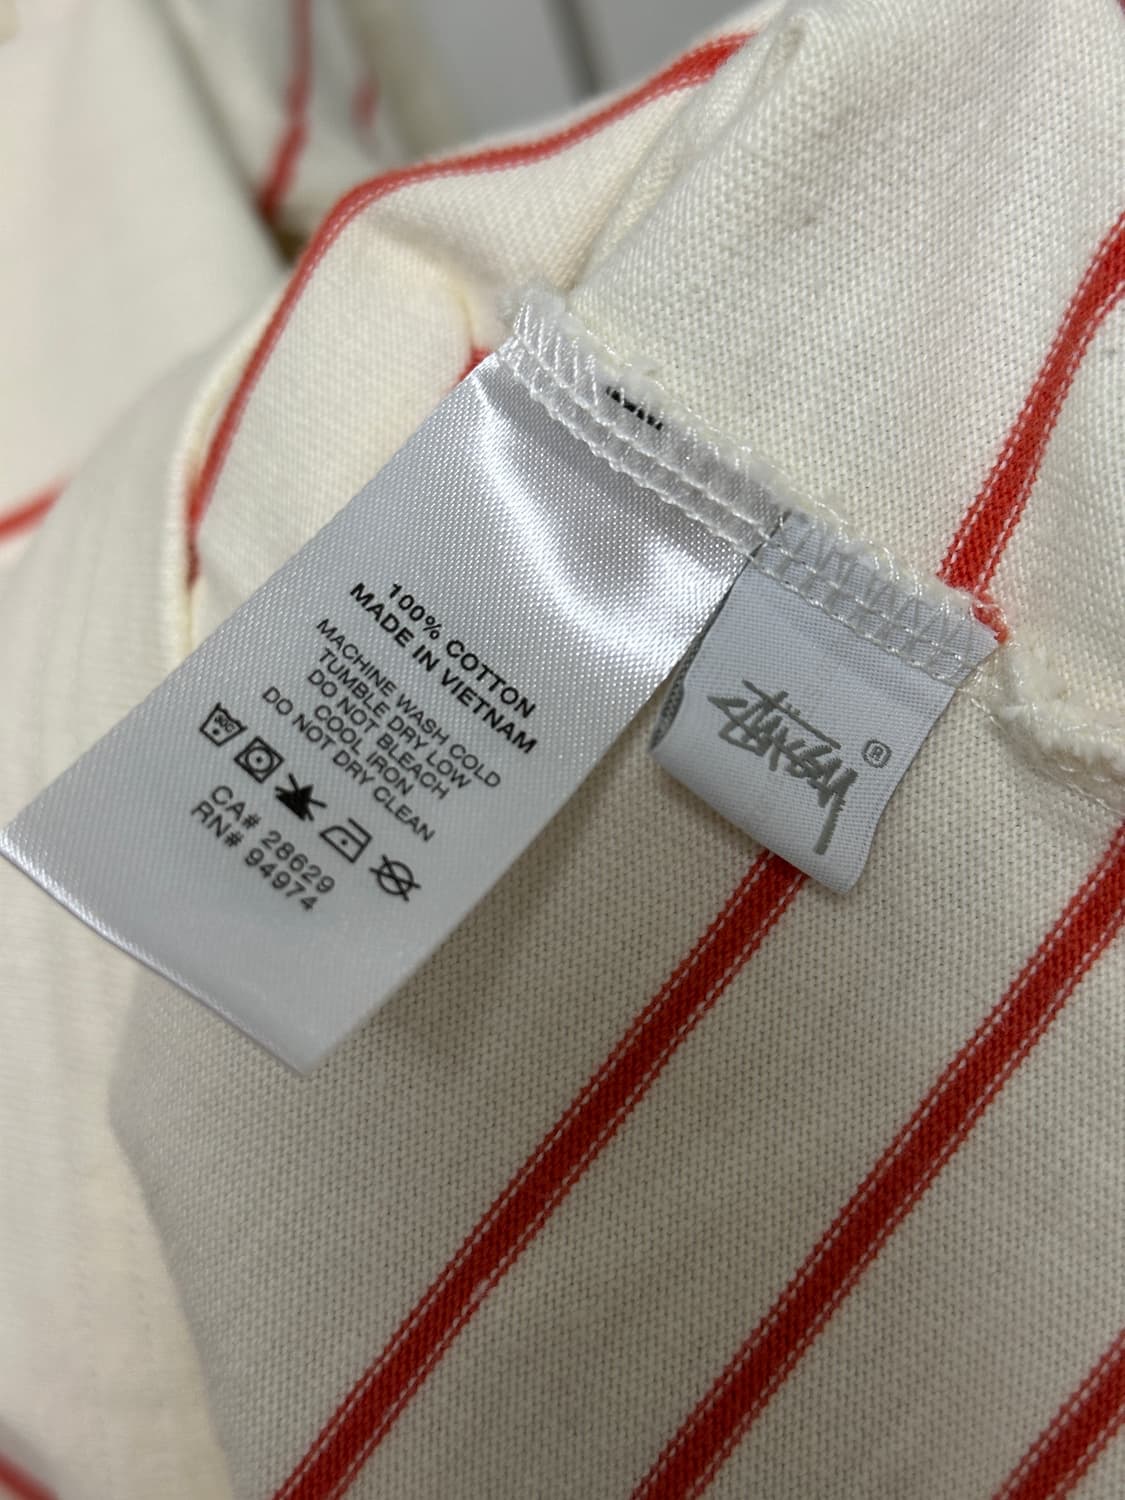 100% COTTON
MADE IN VIETNAM
MACHINE WASH COLD
TUMBLE DRY LOW
DO NOT BLEACH
COOL IRON
DO NOT DRY CLEAN
CA# 28629
RN# 94974
Stüssy ®